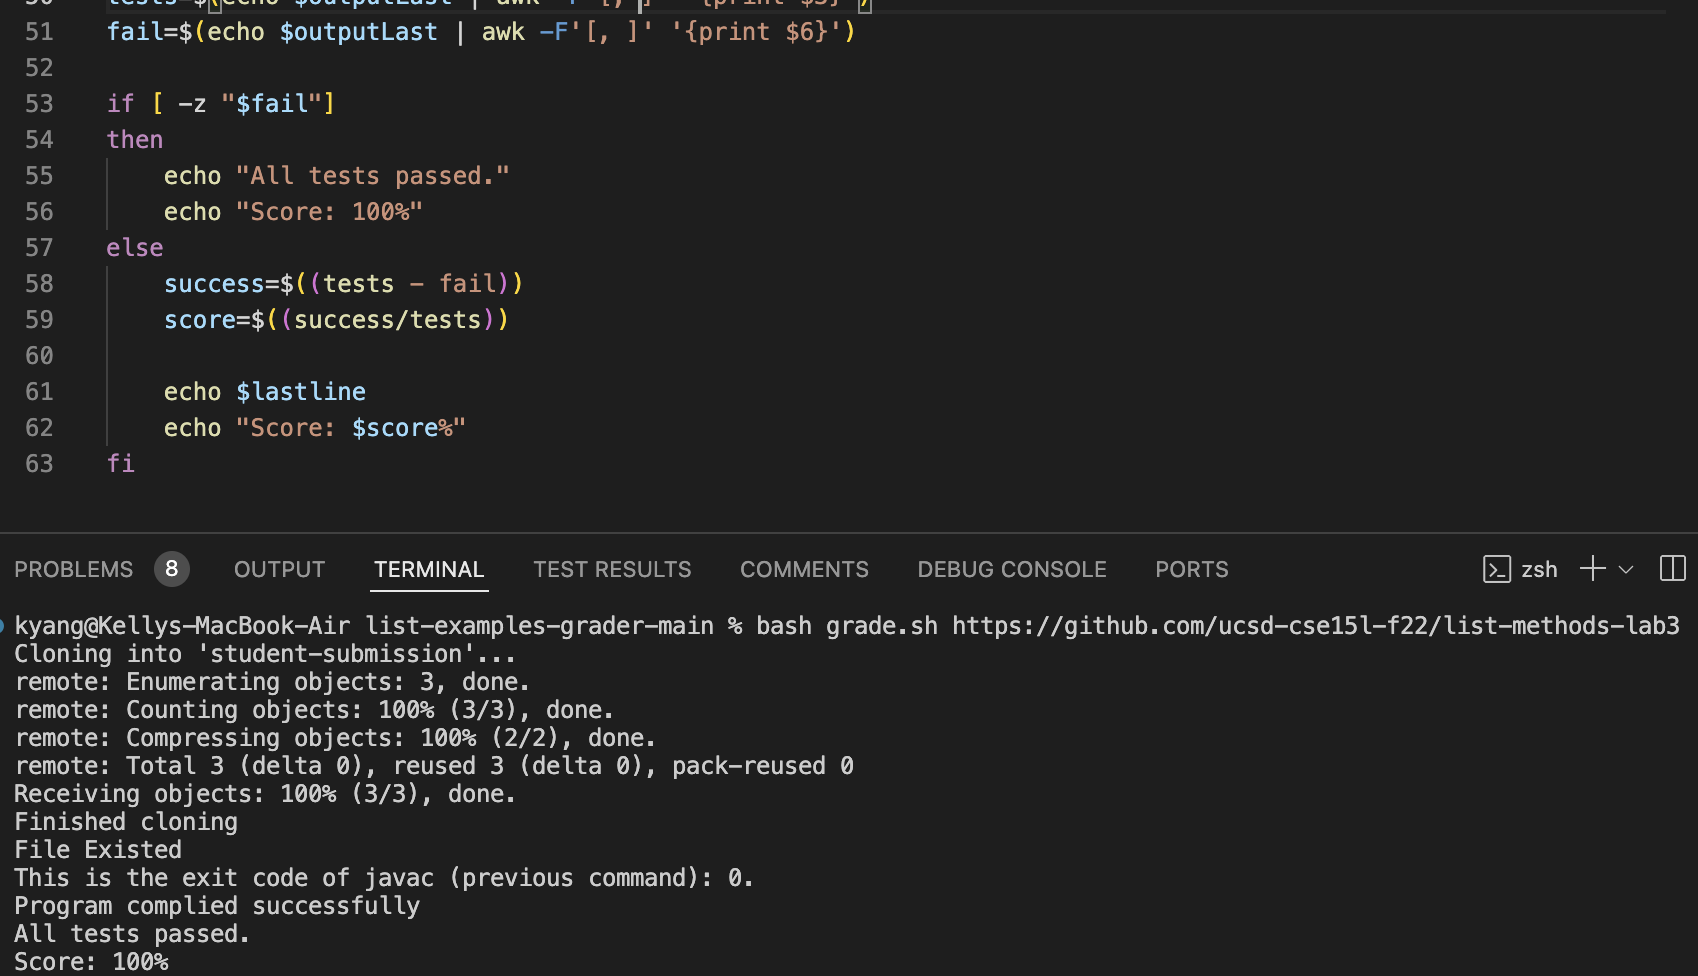 50 tests=$(echo $outputLast | awk -F'[, ]' '{print $3}')
51 fail=$(echo $outputLast | awk -F'[, ]' '{print $6}')
52
53 if [ -z "$fail"]
54 then
55 echo "All tests passed."
56 echo "Score: 100%"
57 else
58 success=$((tests - fail))
59 score=$((success/tests))
60
61 echo $lastline
62 echo "Score: $score%"
63 fi
PROBLEMS 8 OUTPUT TERMINAL TEST RESULTS COMMENTS DEBUG CONSOLE PORTS zsh
kyang@Kellys-MacBook-Air list-examples-grader-main % bash grade.sh https://github.com/ucsd-cse15l-f22/list-methods-lab3
Cloning into 'student-submission'...
remote: Enumerating objects: 3, done.
remote: Counting objects: 100% (3/3), done.
remote: Compressing objects: 100% (2/2), done.
remote: Total 3 (delta 0), reused 3 (delta 0), pack-reused 0
Receiving objects: 100% (3/3), done.
Finished cloning
File Existed
This is the exit code of javac (previous command): 0.
Program complied successfully
All tests passed.
Score: 100%